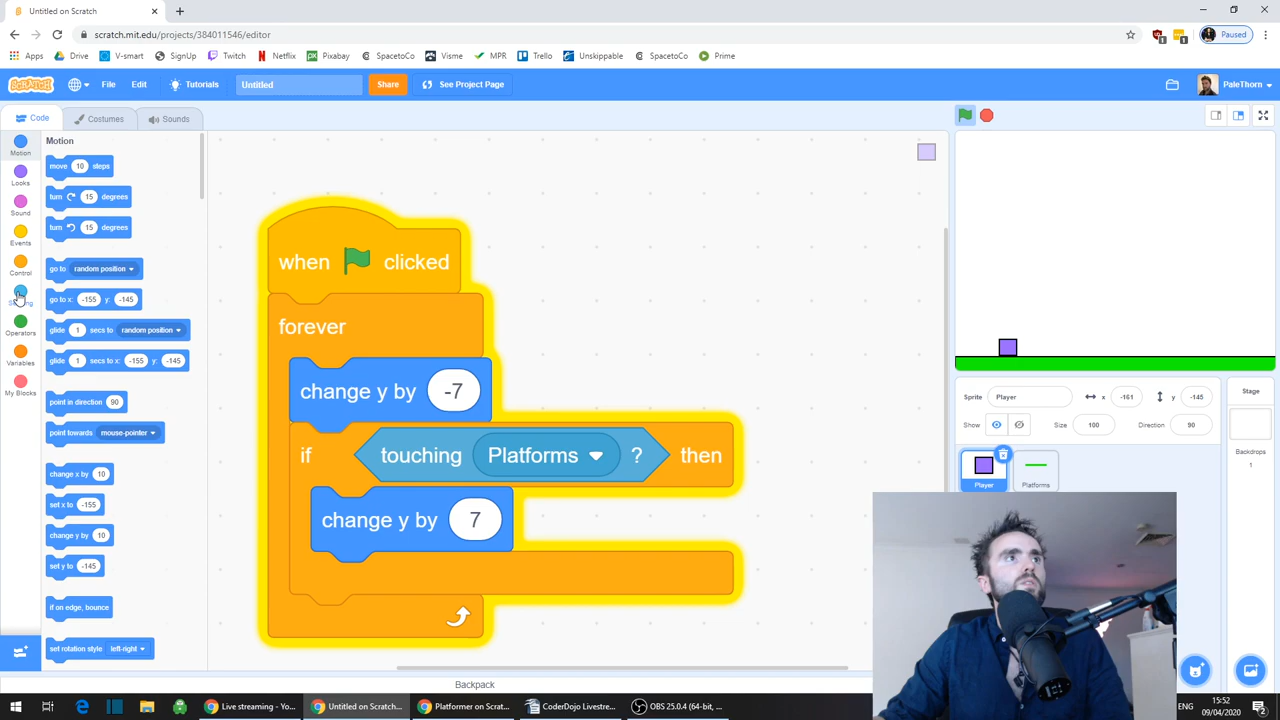 Untitled on Scratch
scratch.mit.edu/projects/384011546/editor
1
1
Paused
Apps
Drive
V-smart
SignUp
Twitch
Netflix
Pixabay
SpacetoCo
Visme
MPR
Trello
Unskippable
SpacetoCo
Prime
SCRATCH
File
Edit
Tutorials
Untitled
Share
See Project Page
PaleThorn
Code
Costumes
Sounds
Motion
Looks
Sound
Events
Control
Operators
Variables
My Blocks
Motion
move 10 steps
turn 15 degrees
turn 15 degrees
go to random position
go to x: -155 y: -145
glide 1 secs to random position
glide 1 secs to x: -155 y: -145
point in direction 90
point towards mouse-pointer
change x by 10
set x to -155
change y by 10
set y to -145
if on edge, bounce
set rotation style left-right
when clicked
forever
change y by -7
if touching Platforms ? then
change y by 7
Backpack
Sprite
Player
x
-161
y
-145
Show
Size
100
Direction
90
Player
Platforms
Stage
Backdrops
1
Live streaming - Yo...
Untitled on Scratch...
Platformer on Scrat...
CoderDojo Livestre...
OBS 25.0.4 (64-bit, ...
ENG
15:52
09/04/2020
2